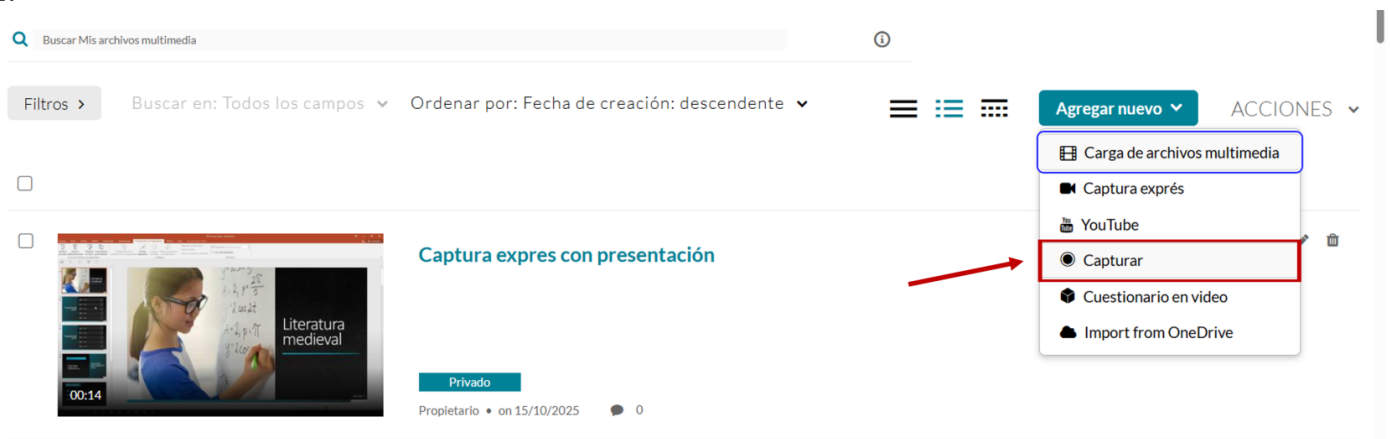 Buscar Mis archivos multimedia
Filtros >
Buscar en: Todos los campos
Ordenar por: Fecha de creación: descendente
Agregar nuevo
ACCIONES
Carga de archivos multimedia
Captura exprés
You Tube YouTube
Capturar
Cuestionario en video
Import from OneDrive
Captura expres con presentación
Literatura
medieval
00:14
Privado
Propietario • on 15/10/2025 0